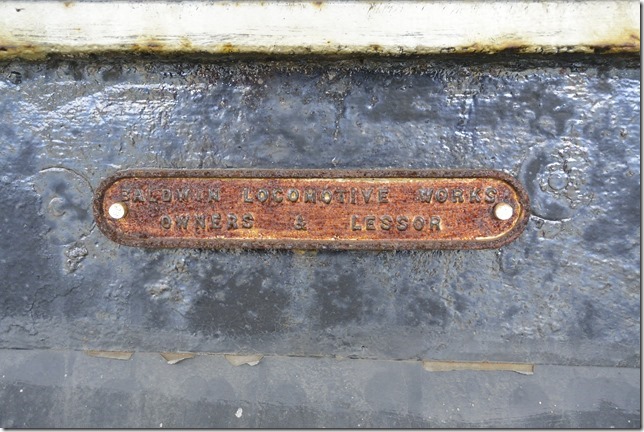 BALDWIN LOCOMOTIVE WORKS
OWNERS & LESSOR